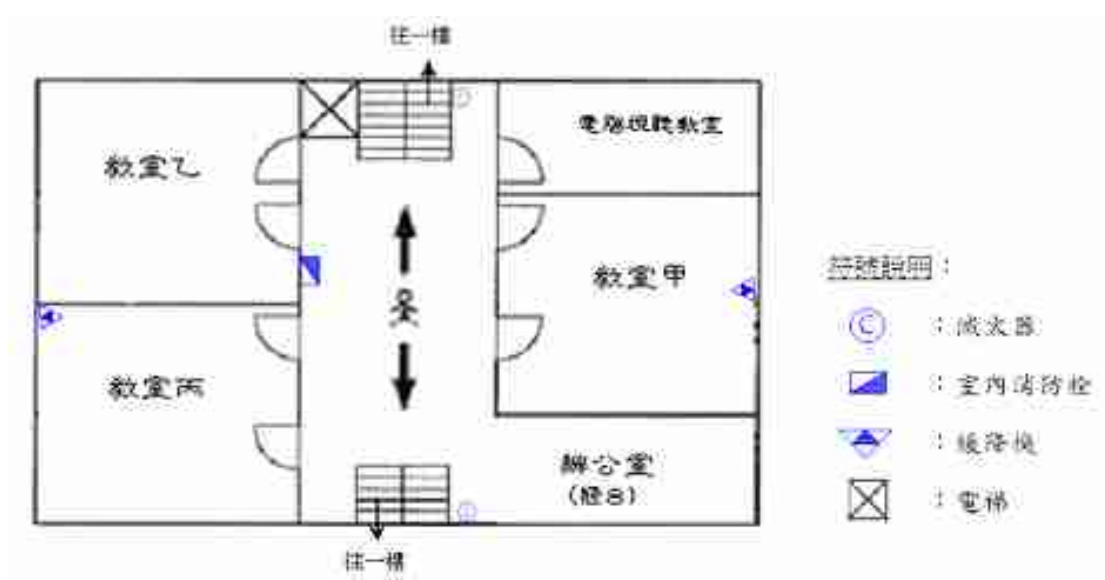 往一樓
教室乙
電腦視聽教室
教室甲
教室丙
辦公室
往一樓
符號說明：
：滅火器
：室內消防栓
：緩降機
：電梯